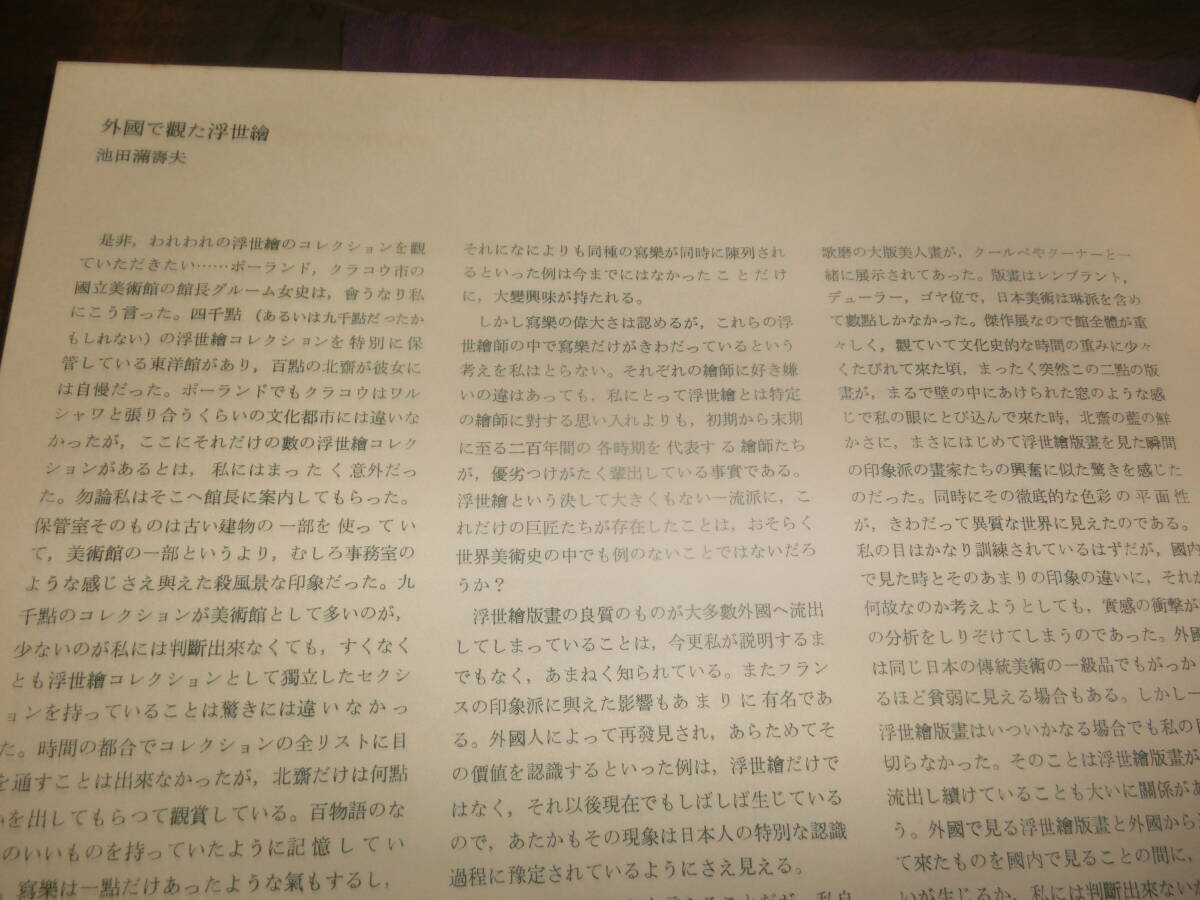 外國で觀た浮世繪
池田滿壽夫
是非，われわれの浮世繪のコレクションを觀
ていただきたい……ポーランド，クラコウ市の
國立美術館の館長グルーム女史は，會うなり私
にこう言った。四千點（あるいは九千點だったか
もしれない）の浮世繪コレクションを特別に保
管している東洋館があり，百點の北齋が彼女に
は自慢だった。ポーランドでもクラコウはワル
シャワと張り合うくらいの文化都市には違いな
かったが，ここにそれだけの數の浮世繪コレク
ションがあるとは，私にはまったく意外だっ
た。勿論私はそこへ館長に案内してもらった。
保管室そのものは古い建物の一部を使ってい
て，美術館の一部というより，むしろ事務室の
ような感じさえ與えた殺風景な印象だった。九
千點のコレクションが美術館として多いのか，
少ないのか私には判斷出來なくても，すくなく
とも浮世繪コレクションとして獨立したセクシ
ョンを持っていることは驚きには違いなかっ
た。時間の都合でコレクションの全リストに目
を通すことは出來なかったが，北齋だけは何點
かを出してもらつて觀賞している。百物語のな
のいいものを持っていたように記憶してい
。寫樂は一點だけあったような氣もするし，
それになによりも同種の寫樂が同時に陳列され
るといった例は今までにはなかったことだけ
に，大變興味が持たれる。
しかし寫樂の偉大さは認めるが，これらの浮
世繪師の中で寫樂だけがきわだっているという
考えを私はとらない。それぞれの繪師に好き嫌
いの違はあっても，私にとって浮世繪とは特定
の繪師に對する思い入れよりも，初期から末期
に至る二百年間の各時期を代表する繪師たち
が，優劣つけがたく輩出している事實である。
浮世繪という決して大きくもない一流派に，こ
れだけの巨匠たちが存在したことは，おそらく
世界美術史の中でも例のないことではないだろ
うか？
浮世繪版畫の良質のものが大多數外國へ流出
してしまっていることは，今更私が説明するま
でもなく，あまねく知られている。またフラン
スの印象派に與えた影響もあまりに有名であ
る。外國人によって再發見され，あらためてそ
の價値を認識するといった例は，浮世繪だけで
はなく，それ以後現在でもしばしば生じている
ので，あたかもその現象は日本人の特別な認識
過程に豫定されているようにさえ見える。
歌麿の大版美人畫が，クールベやターナーと一
緒に展示されてあった。版畫はレンブラント，
デューラー，ゴヤ位で，日本美術は琳派を含め
て數點しかなかった。傑作展なので館全體が重
々しく，觀ていて文化史的な時間の重みに少々
くたびれて來た頃，まったく突然この二點の版
畫が，まるで壁の中にあけられた窓のような感
じで私の眼にとび込んで來た時，北齋の藍の鮮
かさに，まさにはじめて浮世繪版畫を見た瞬間
の印象派の畫家たちの興奮に似た驚きを感じた
のだった。同時にその徹底的な色彩の平面性
が，きわだって異質な世界に見えたのである。
私の目はかなり訓練されているはずだが，國内
で見た時とそのあまりの印象の違いに，それが
何故なのか考えようとしても，實感の衝擊が
の分析をしりぞけてしまうのであった。外國
は同じ日本の傳統美術の一級品でもがっか
るほど貧弱に見える場合もある。しかし
浮世繪版畫はいついかなる場合でも私の
切らなかった。そのことは浮世繪版畫が
流出し續けていることも大いに關係があ
う。外國で見る浮世繪版畫と外國から
て來たものを國内で見ることの間に，
いが生じるか，私には判斷出來ない